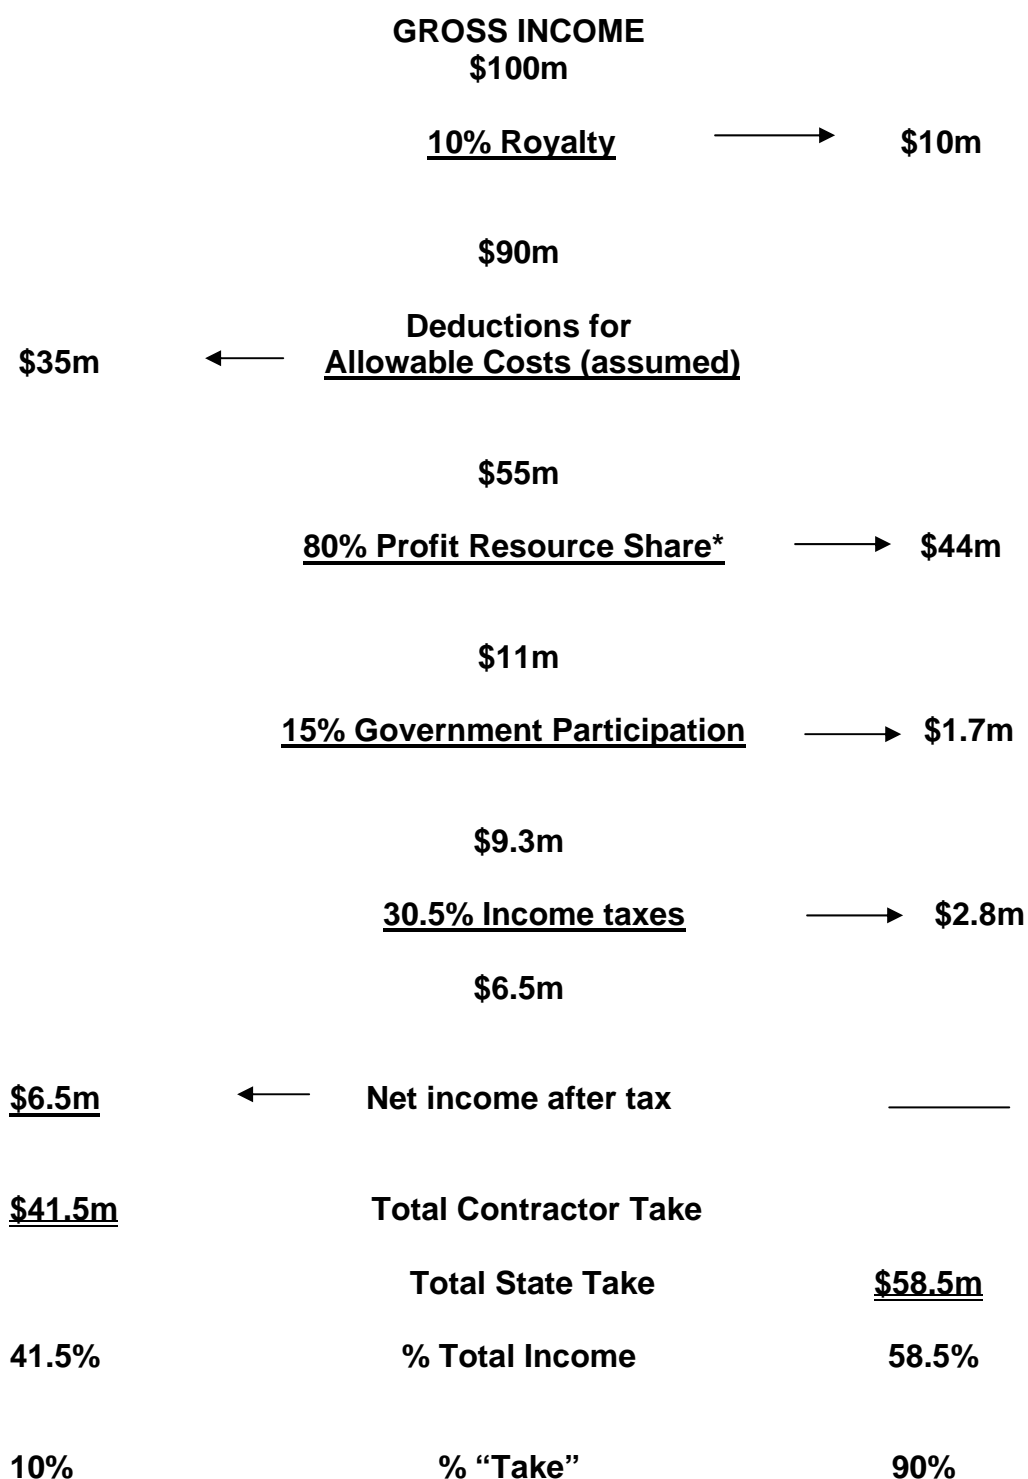 GROSS INCOME
$100m
10% Royalty $10m
$90m
Deductions for
$35m Allowable Costs (assumed)
$55m
80% Profit Resource Share* $44m
$11m
15% Government Participation $1.7m
$9.3m
30.5% Income taxes $2.8m
$6.5m
$6.5m Net income after tax
$41.5m Total Contractor Take
Total State Take $58.5m
41.5% % Total Income 58.5%
10% % “Take” 90%